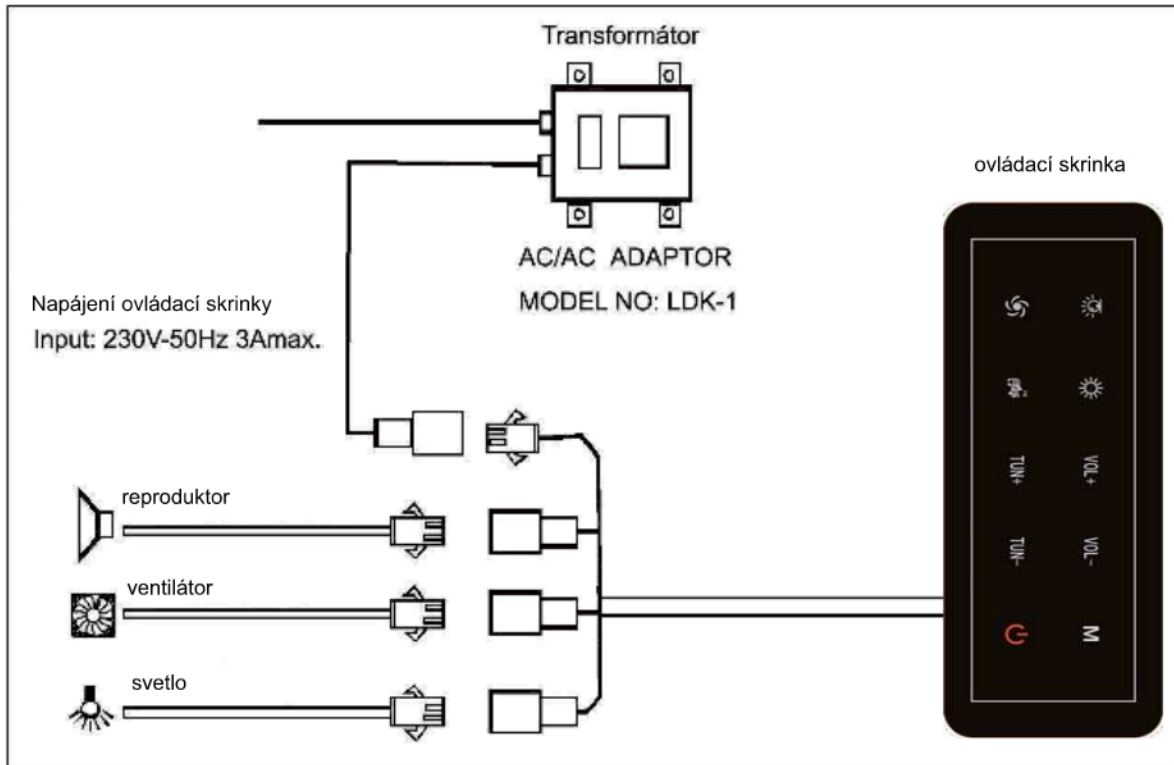 Transformátor
ovládací skrinka
AC/AC ADAPTOR
MODEL NO: LDK-1
Napájení ovládací skrinky
Input: 230V-50Hz 3Amax.
reproduktor
ventilátor
svetlo
TUN+
VOL+
TUN−
VOL−
M